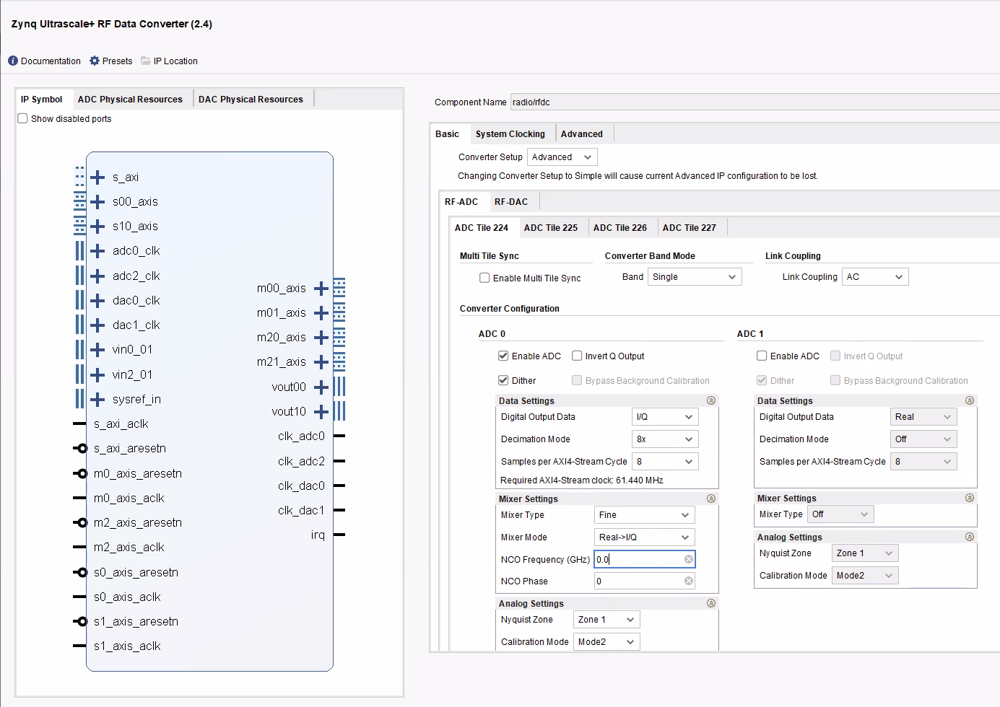 Zynq Ultrascale+ RF Data Converter (2.4)
Documentation Presets IP Location
IP Symbol ADC Physical Resources DAC Physical Resources
Show disabled ports
s_axi
s00_axis
s10_axis
adc0_clk
adc2_clk
dac0_clk
dac1_clk
vin0_01
vin2_01
sysref_in
s_axi_aclk
s_axi_aresetn
m0_axis_aresetn
m0_axis_aclk
m2_axis_aresetn
m2_axis_aclk
s0_axis_aresetn
s0_axis_aclk
s1_axis_aresetn
s1_axis_aclk
m00_axis
m01_axis
m20_axis
m21_axis
vout00
vout10
clk_adc0
clk_adc2
clk_dac0
clk_dac1
irq
Component Name radio/rfdc
Basic System Clocking Advanced
Converter Setup Advanced
Changing Converter Setup to Simple will cause current Advanced IP configuration to be lost.
RF-ADC RF-DAC
ADC Tile 224 ADC Tile 225 ADC Tile 226 ADC Tile 227
Multi Tile Sync Converter Band Mode Link Coupling
Enable Multi Tile Sync Band Single Link Coupling AC
Converter Configuration
ADC 0
Enable ADC Invert Q Output
Dither Bypass Background Calibration
Data Settings
Digital Output Data I/Q
Decimation Mode 8x
Samples per AXI4-Stream Cycle 8
Required AXI4-Stream clock: 61.440 MHz
Mixer Settings
Mixer Type Fine
Mixer Mode Real->I/Q
NCO Frequency (GHz) 0.0
NCO Phase 0
Analog Settings
Nyquist Zone Zone 1
Calibration Mode Mode2
ADC 1
Enable ADC Invert Q Output
Dither Bypass Background Calibration
Data Settings
Digital Output Data Real
Decimation Mode Off
Samples per AXI4-Stream Cycle 8
Mixer Settings
Mixer Type Off
Analog Settings
Nyquist Zone Zone 1
Calibration Mode Mode2